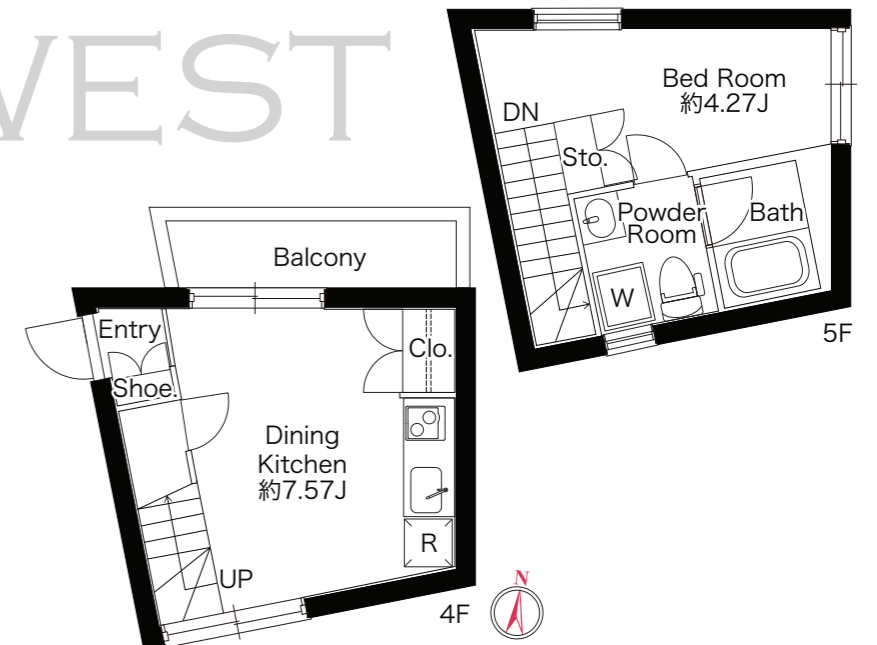 WEST
Bed Room
約4.27J
DN
Sto.
Powder
Room
Bath
W
5F
Balcony
Entry
Shoe.
Clo.
Dining
Kitchen
約7.57J
R
UP
4F
N